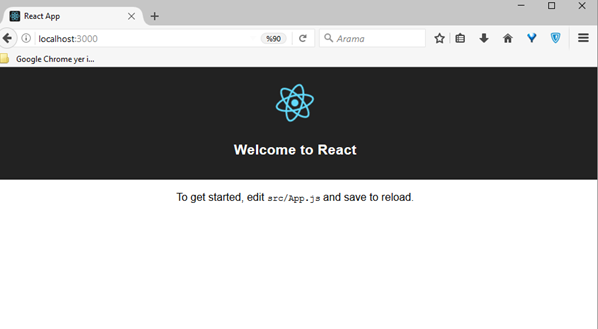 React App
localhost:3000
%90
Arama
Google Chrome yer i...
Welcome to React
To get started, edit src/App.js and save to reload.